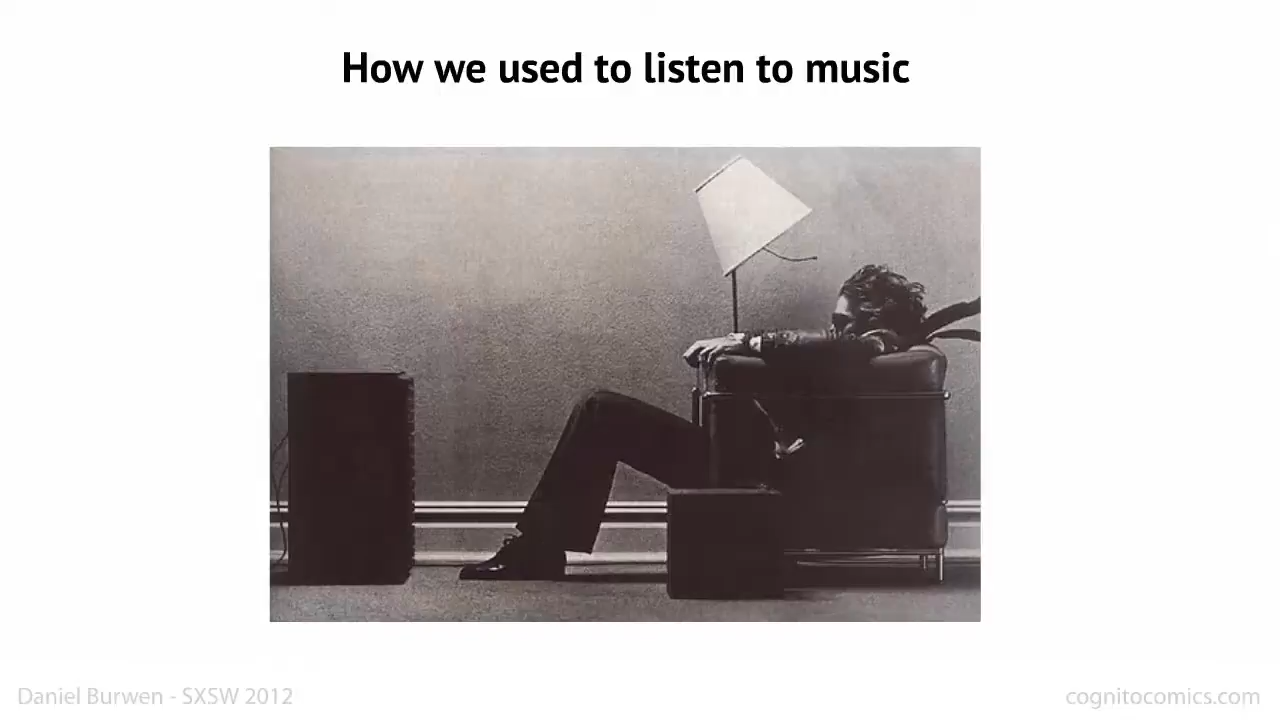 How we used to listen to music
Daniel Burwen - SXSW 2012
cognitocomics.com